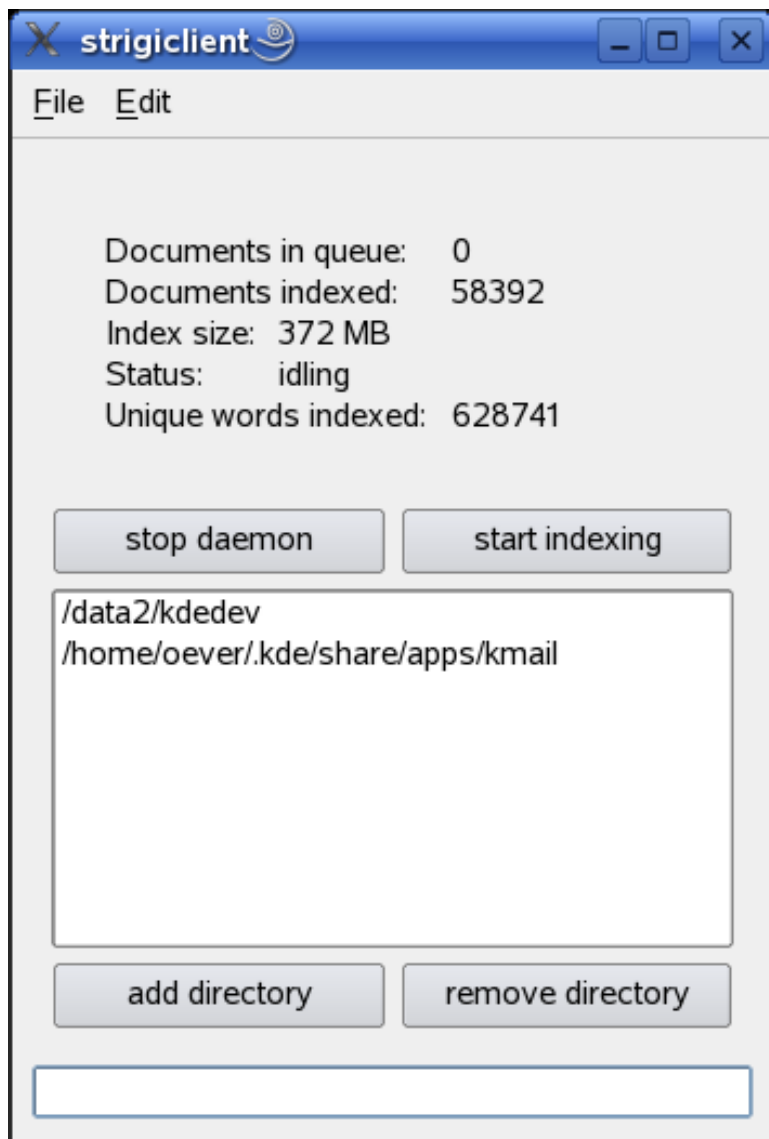 strigiclient
File Edit
Documents in queue: 0
Documents indexed: 58392
Index size: 372 MB
Status: idling
Unique words indexed: 628741
stop daemon start indexing
/data2/kdedev
/home/oever/.kde/share/apps/kmail
add directory remove directory